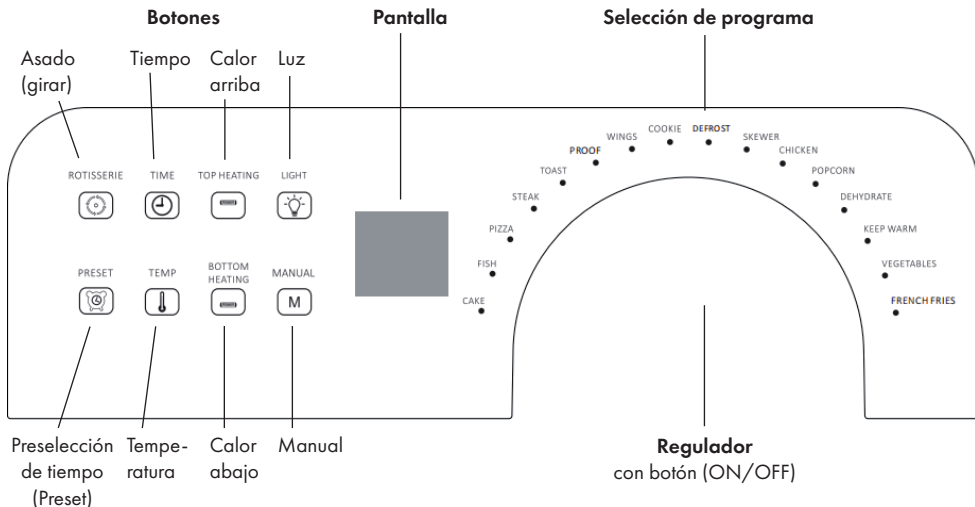 Botones
Pantalla
Selección de programa
Asado
(girar)
Tiempo
Calor
arriba
Luz
ROTISSERIE
TIME
TOP HEATING
LIGHT
PRESET
TEMP
BOTTOM
HEATING
MANUAL
M
CAKE
FISH
PIZZA
STEAK
TOAST
PROOF
WINGS
COOKIE
DEFROST
SKEWER
CHICKEN
POPCORN
DEHYDRATE
KEEP WARM
VEGETABLES
FRENCH FRIES
Preselección
de tiempo
(Preset)
Tempe-
ratura
Calor
abajo
Manual
Regulador
con botón (ON/OFF)